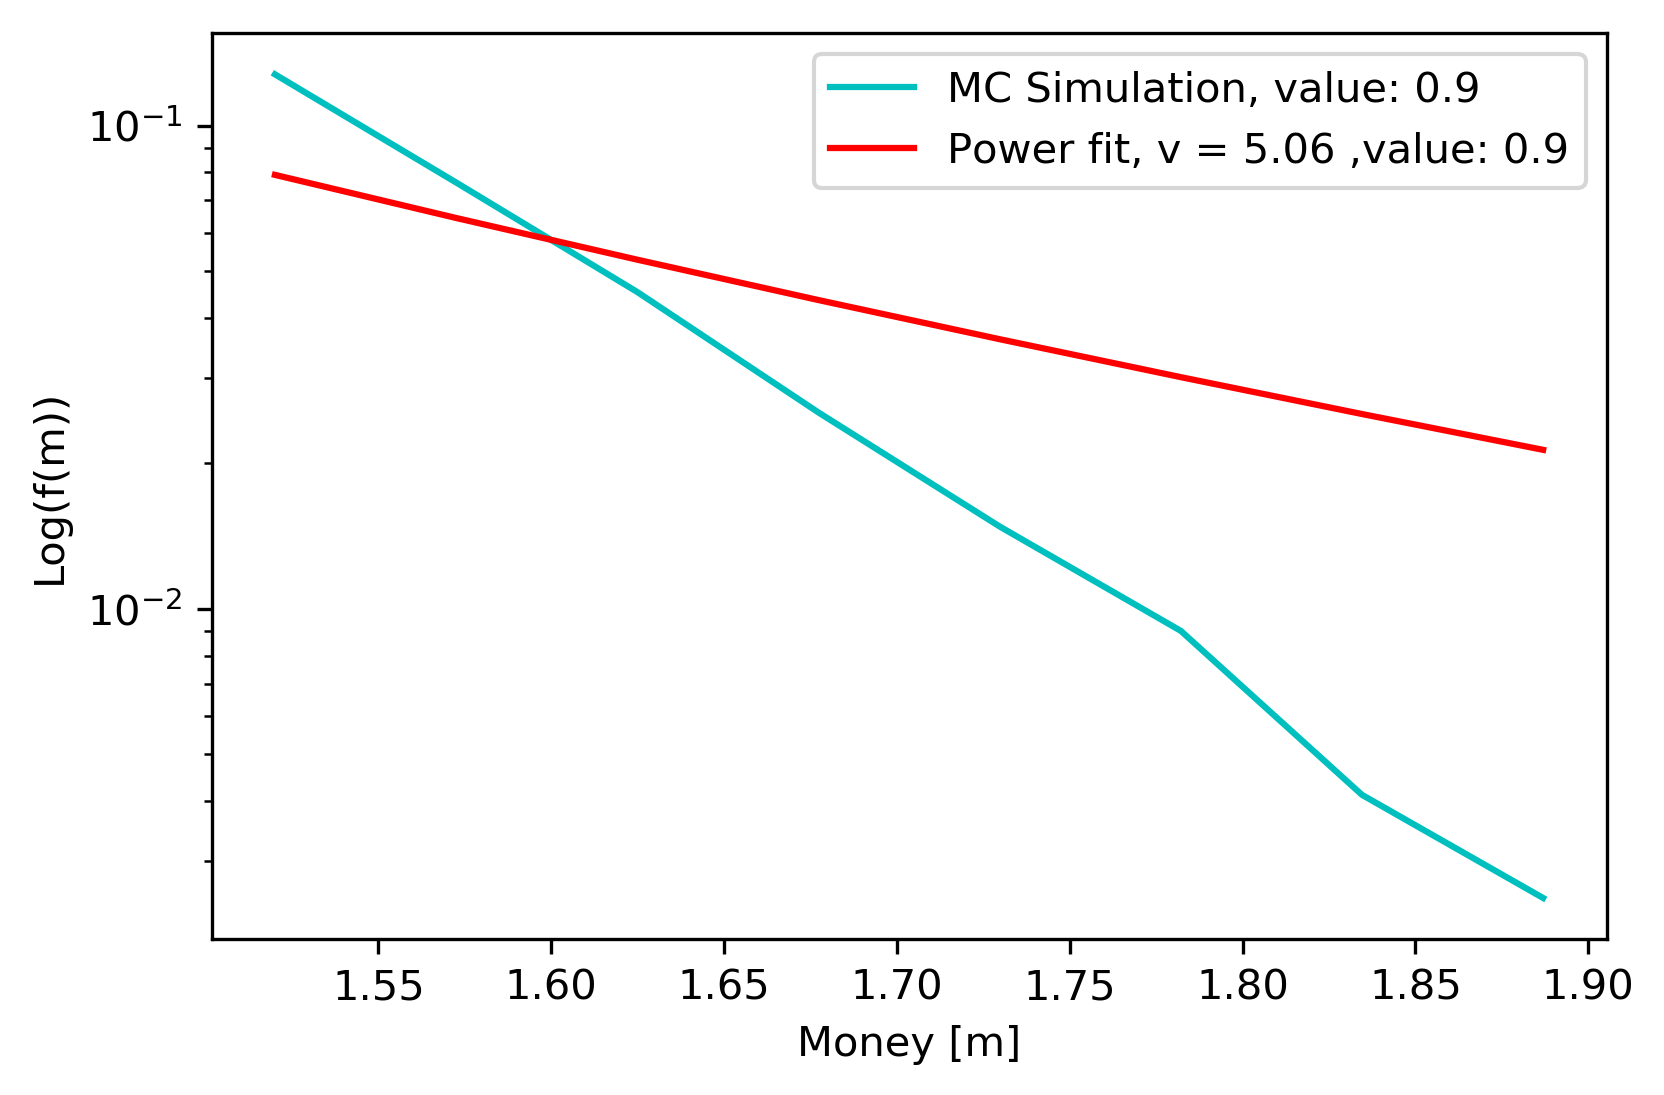 MC Simulation, value: 0.9
Power fit, v = 5.06 ,value: 0.9
10⁻¹
10⁻²
Log(f(m))
1.55 1.60 1.65 1.70 1.75 1.80 1.85 1.90
Money [m]